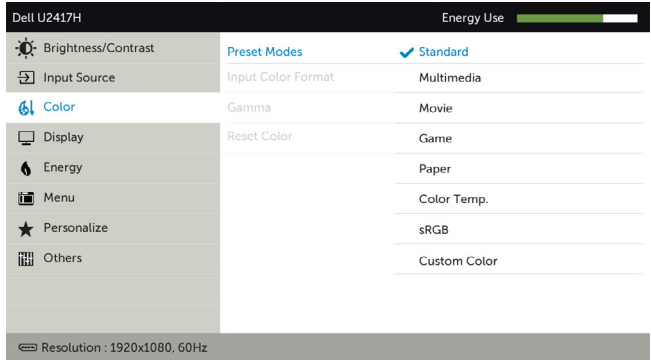 Dell U2417H
Energy Use
Brightness/Contrast
Input Source
Color
Display
Energy
Menu
Personalize
Others
Preset Modes
Input Color Format
Gamma
Reset Color
Standard
Multimedia
Movie
Game
Paper
Color Temp.
sRGB
Custom Color
Resolution : 1920x1080, 60Hz